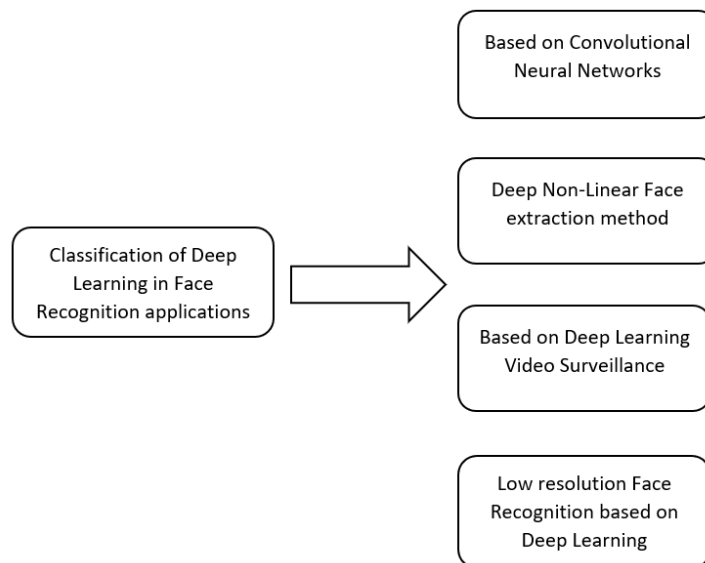 Based on Convolutional
Neural Networks
Deep Non-Linear Face
extraction method
Classification of Deep
Learning in Face
Recognition applications
Based on Deep Learning
Video Surveillance
Low resolution Face
Recognition based on
Deep Learning